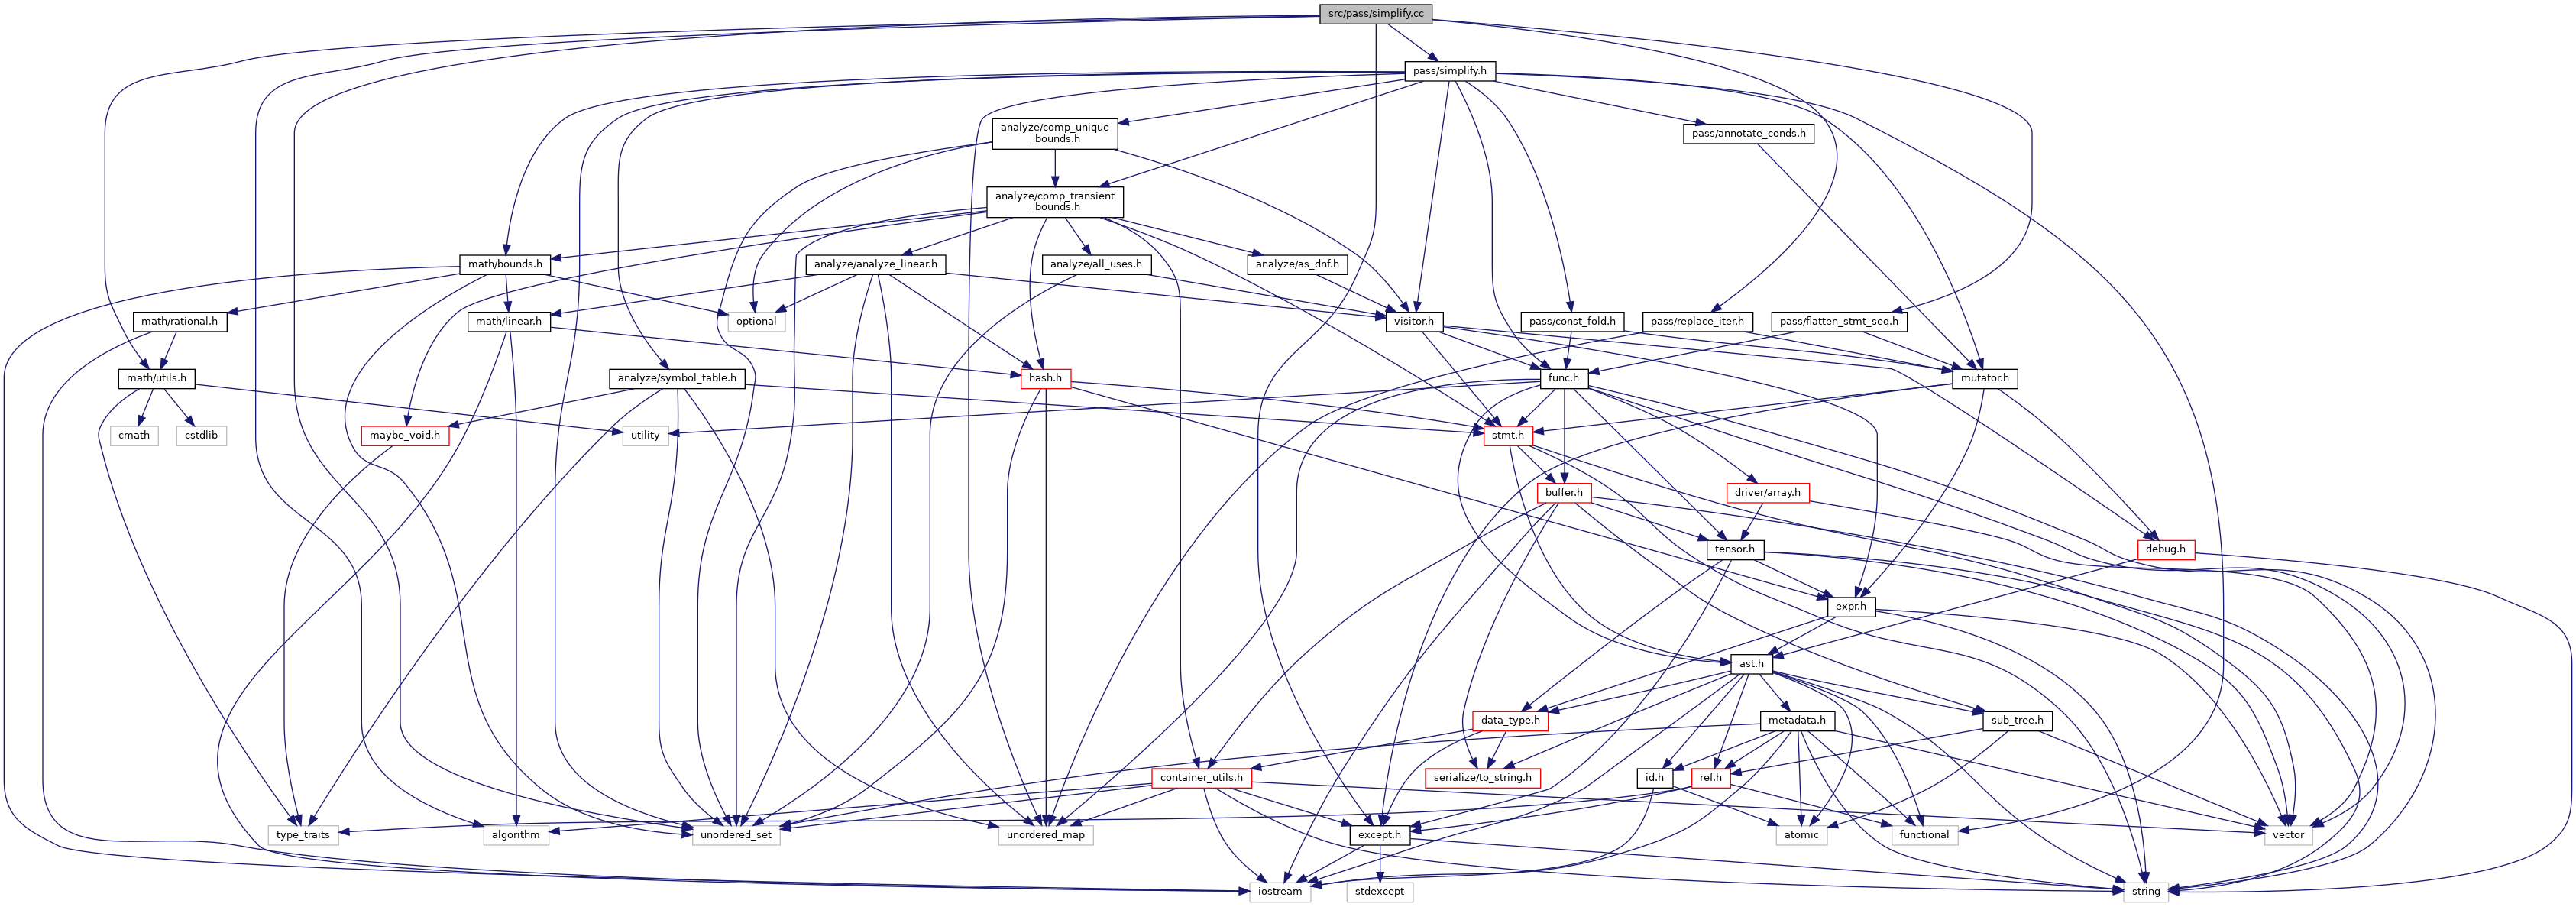 src/pass/simplify.cc
pass/simplify.h
analyze/comp_unique
_bounds.h
pass/annotate_conds.h
analyze/comp_transient
_bounds.h
math/bounds.h
analyze/analyze_linear.h
analyze/all_uses.h
analyze/as_dnf.h
math/rational.h
math/linear.h
optional
visitor.h
pass/const_fold.h
pass/replace_iter.h
pass/flatten_stmt_seq.h
math/utils.h
analyze/symbol_table.h
hash.h
func.h
mutator.h
cmath
cstdlib
maybe_void.h
utility
stmt.h
buffer.h
driver/array.h
tensor.h
debug.h
expr.h
ast.h
data_type.h
metadata.h
sub_tree.h
container_utils.h
serialize/to_string.h
id.h
ref.h
type_traits
algorithm
unordered_set
unordered_map
except.h
atomic
functional
vector
iostream
stdexcept
string